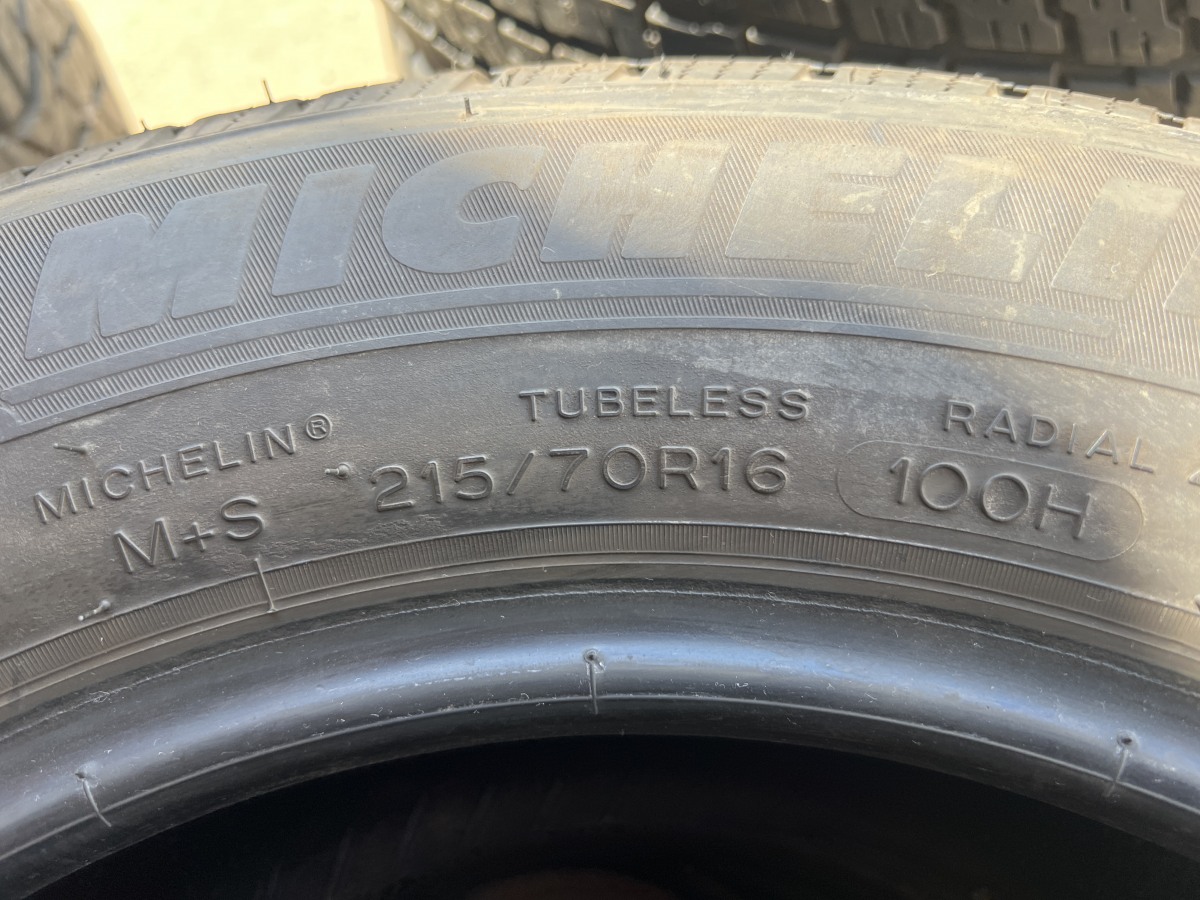 MICHELI
TUBELESS RADIAL
MICHELIN®
M+S 215/70R16 100H